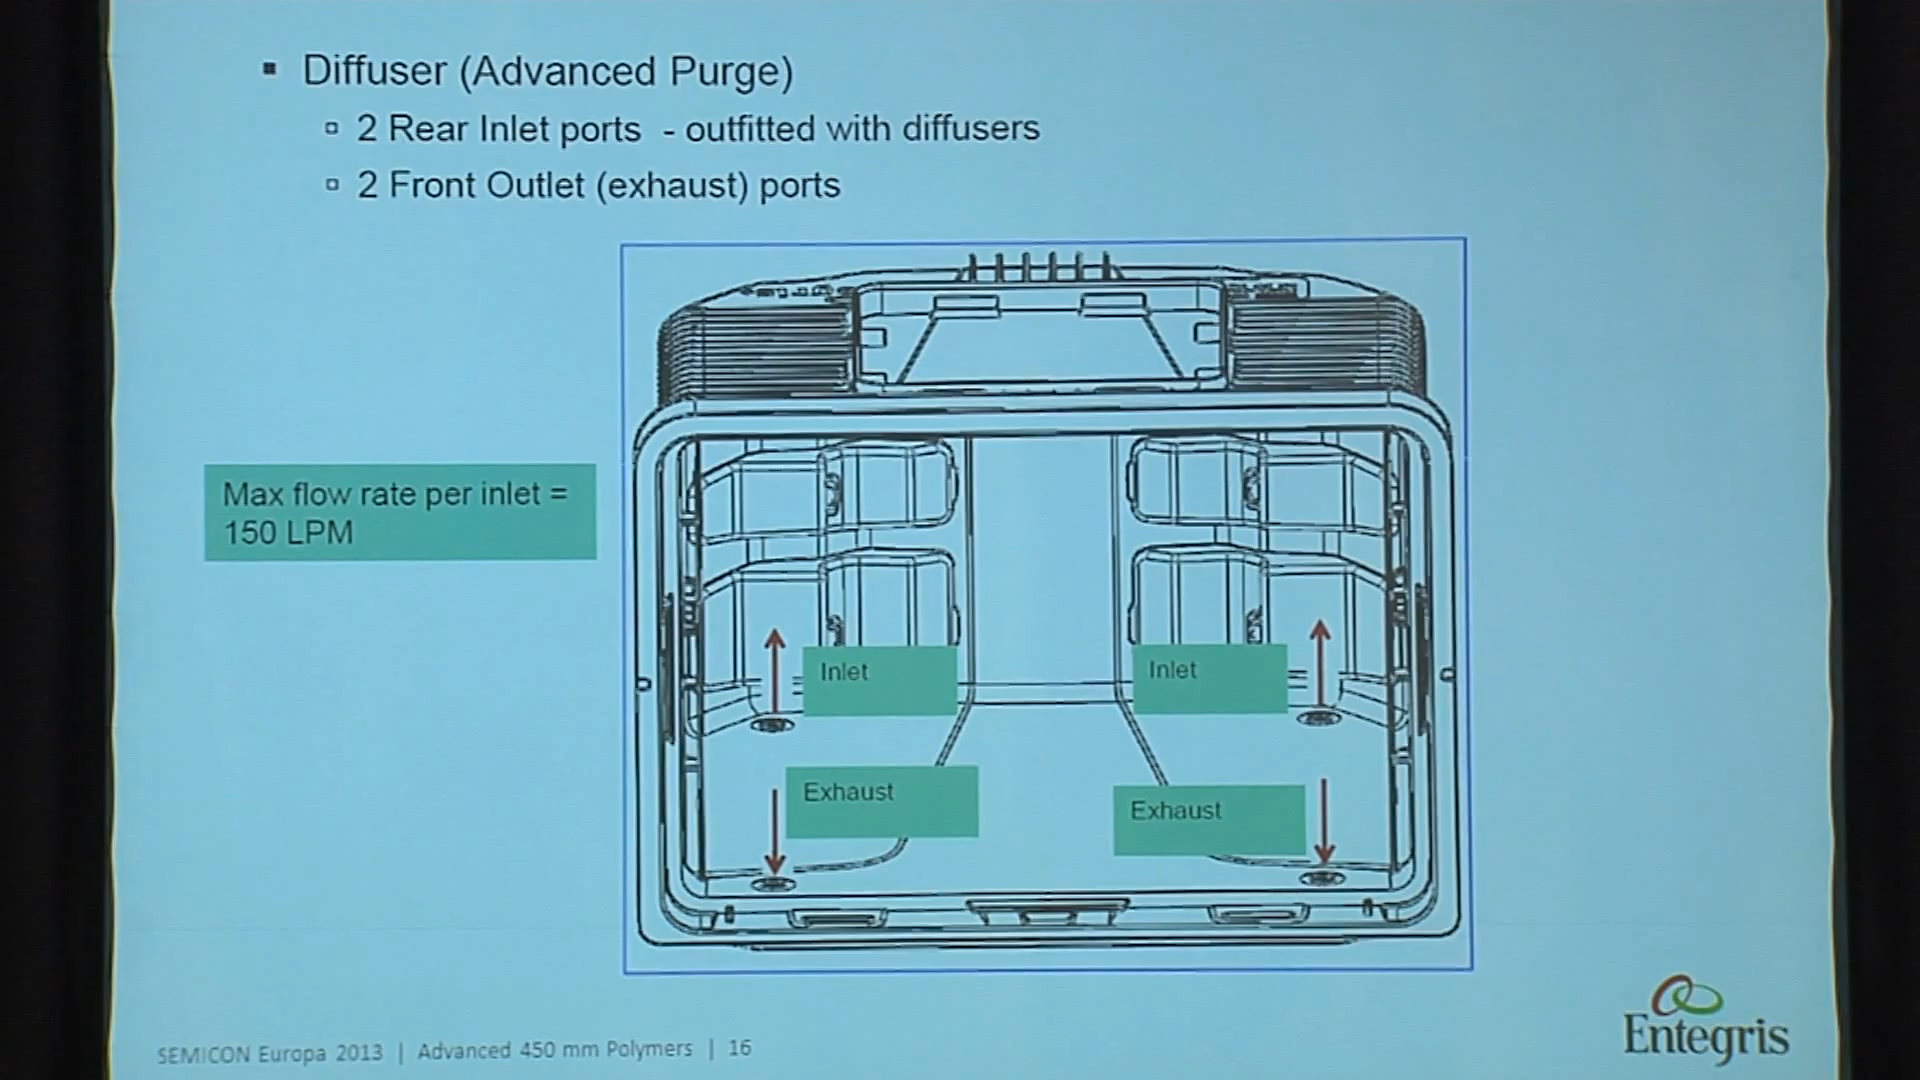 Diffuser (Advanced Purge)
2 Rear Inlet ports - outfitted with diffusers
2 Front Outlet (exhaust) ports
Max flow rate per inlet =
150 LPM
Inlet
Inlet
Exhaust
Exhaust
SEMICON Europa 2013 | Advanced 450 mm Polymers | 16
Entegris